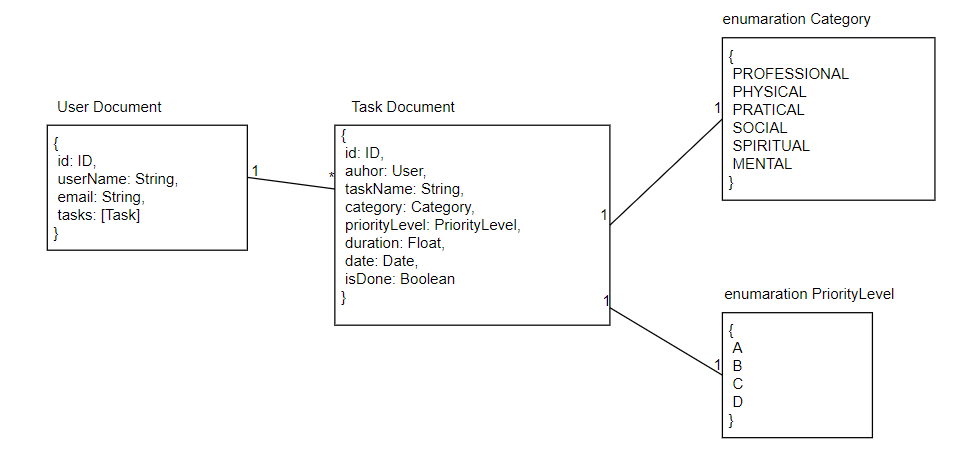 User Document
{
id: ID,
userName: String,
email: String,
tasks: [Task]
}
1
*
Task Document
{
id: ID,
auhor: User,
taskName: String,
category: Category,
priorityLevel: PriorityLevel,
duration: Float,
date: Date,
isDone: Boolean
}
1
1
enumaration Category
{
PROFESSIONAL
PHYSICAL
PRATICAL
SOCIAL
SPIRITUAL
MENTAL
}
1
1
enumaration PriorityLevel
{
A
B
C
D
}